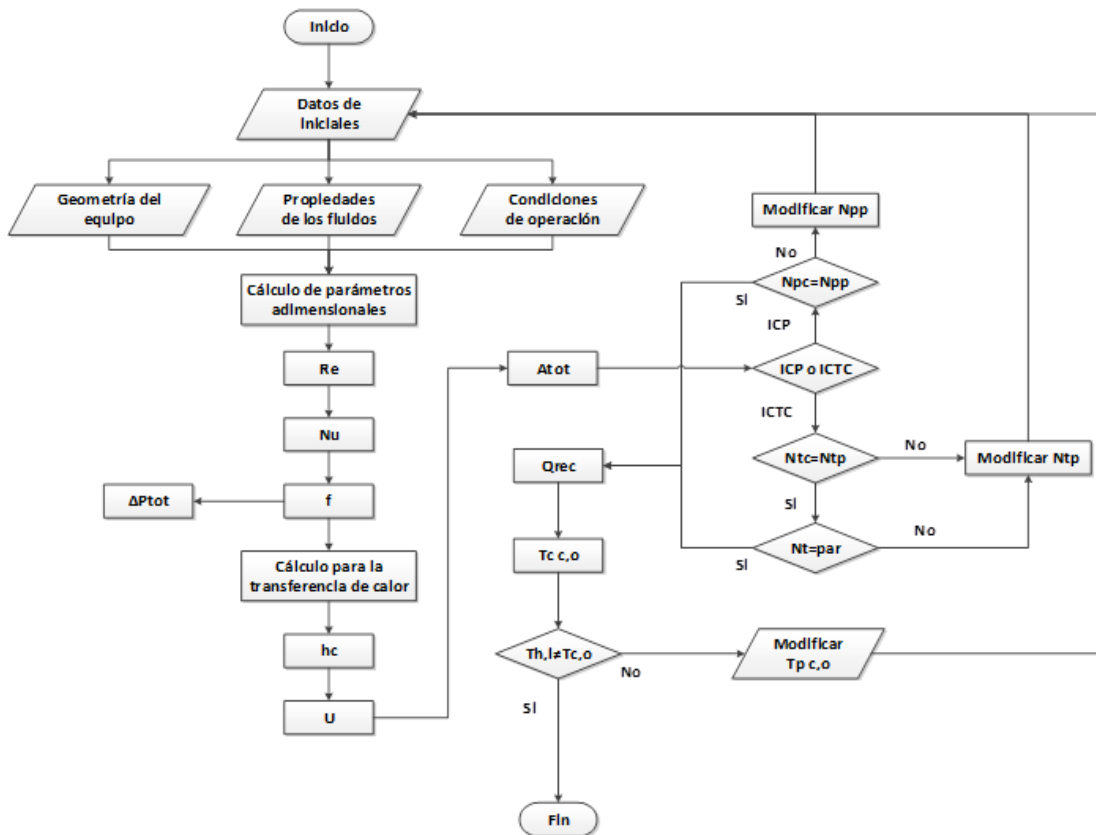 Inicio
Datos de
iniciales
Geometría del
equipo
Propiedades
de los fluidos
Condiciones
de operación
Cálculo de parámetros
adimensionales
Re
Nu
f
ΔPtot
Cálculo para la
transferencia de calor
hc
U
Atot
ICP o ICTC
ICP
Npc=Npp
No
Si
Modificar Npp
ICTC
Ntc=Ntp
No
Modificar Ntp
Si
Nt=par
No
Si
Qrec
Tc c,o
Th,i≠Tc,o
No
Modificar
Tp c,o
Si
Fin